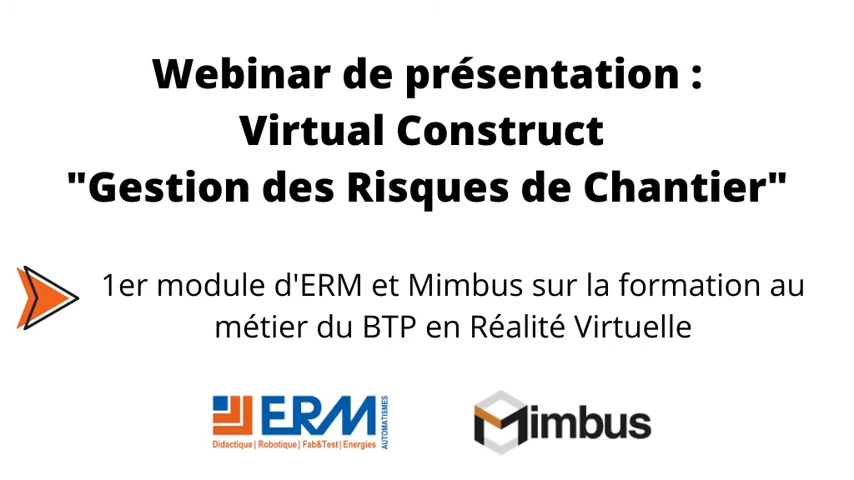 Webinar de présentation :
Virtual Construct
"Gestion des Risques de Chantier"
1er module d'ERM et Mimbus sur la formation au
métier du BTP en Réalité Virtuelle
ERM
AUTOMATISMES
Didactique | Robotique | Fab&Test | Energies
Mimbus